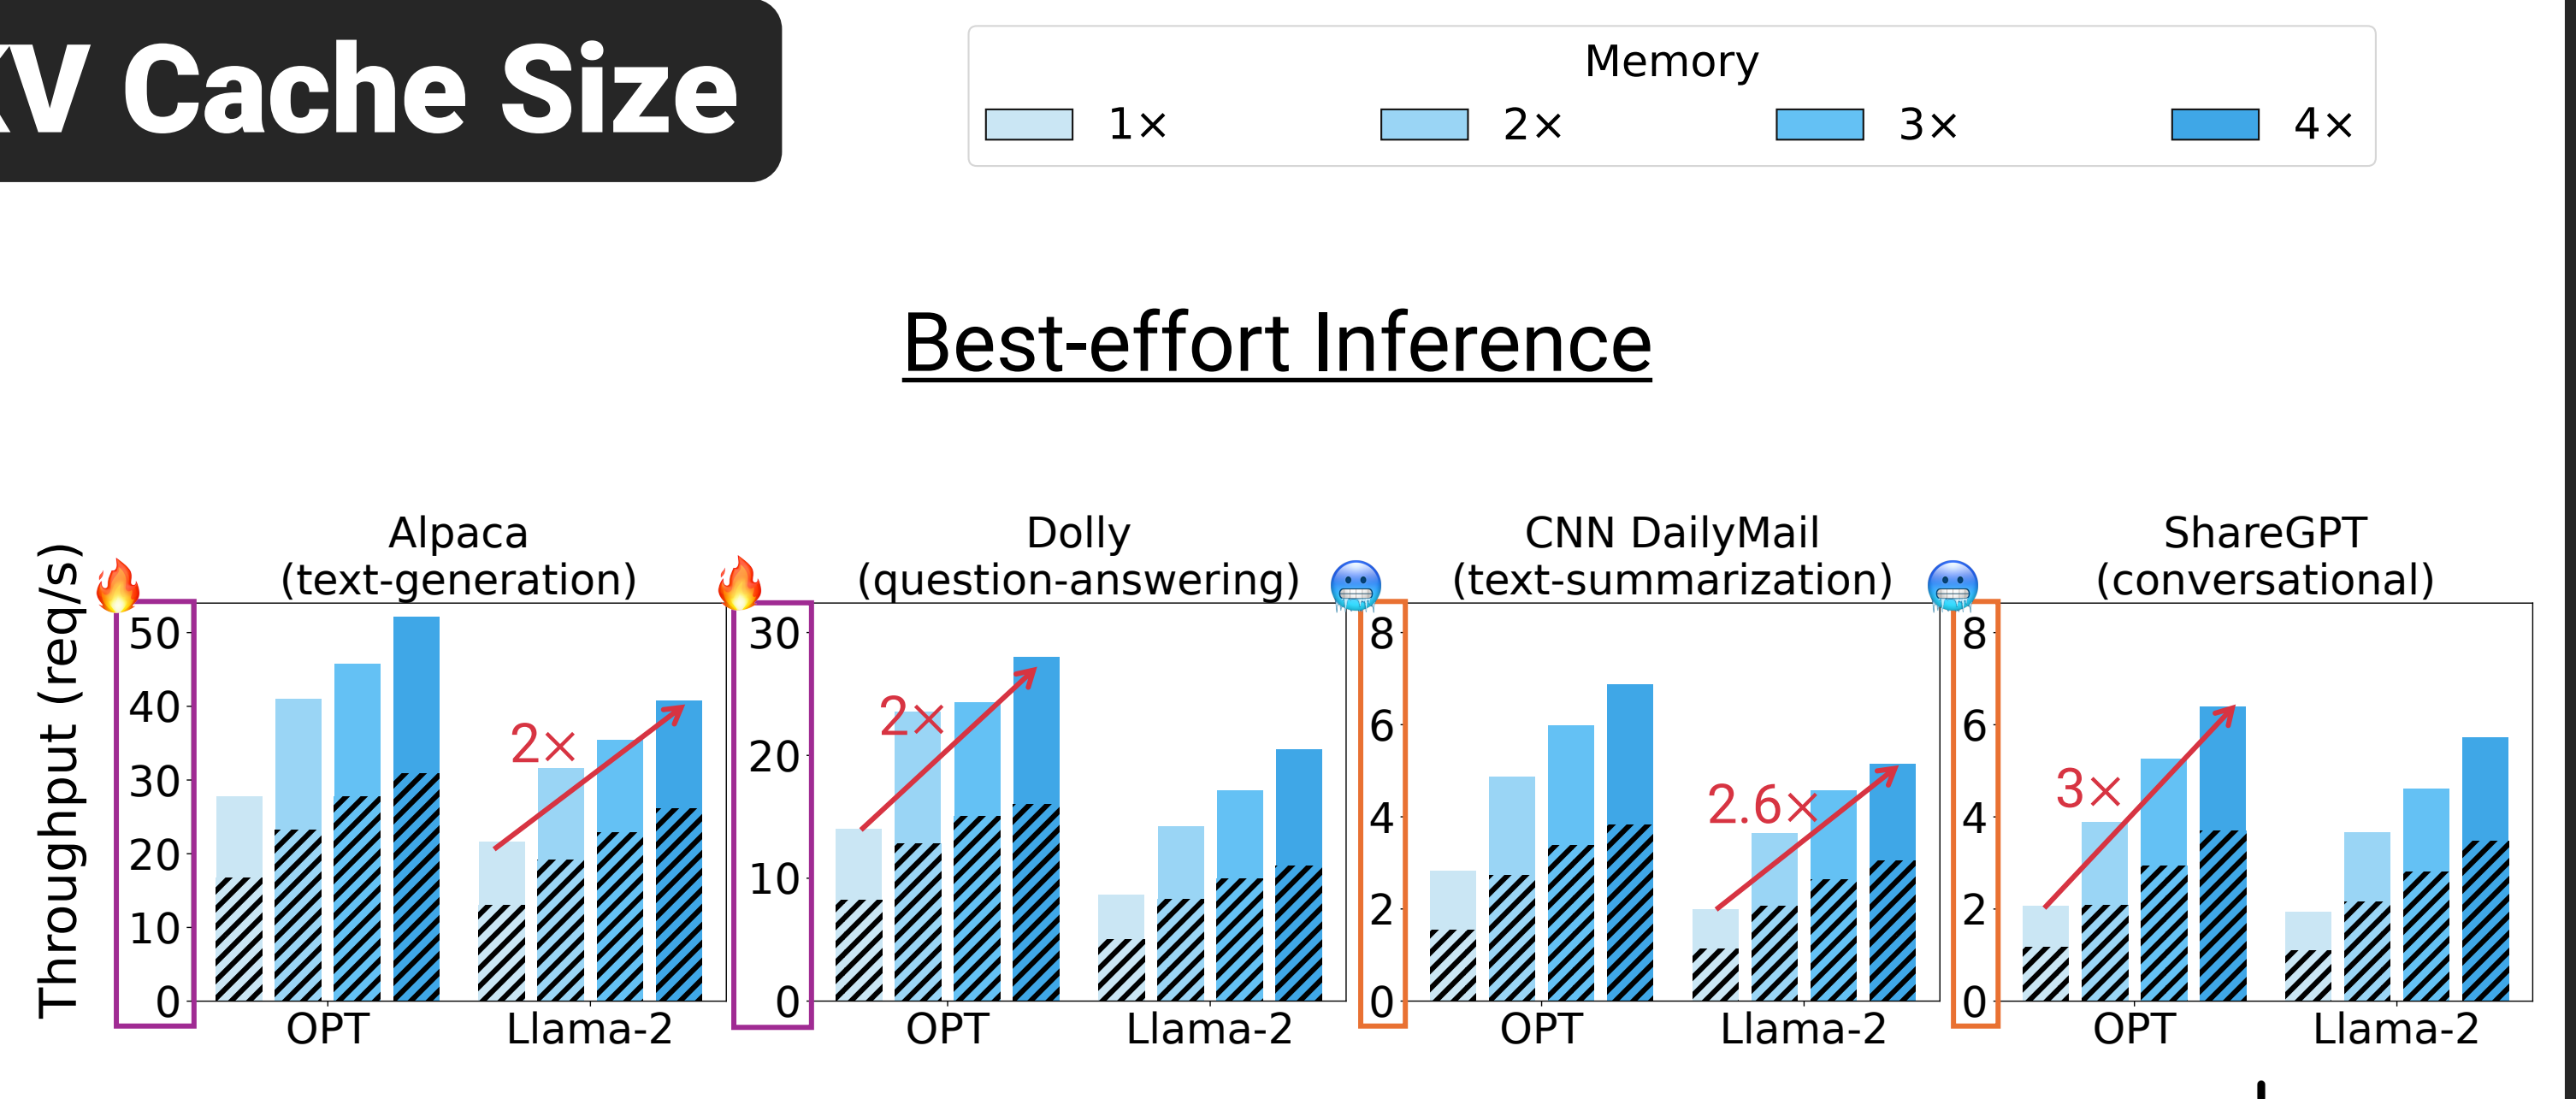 KV Cache Size
Memory
1× 2× 3× 4×
Best-effort Inference
Throughput (req/s)
Alpaca
(text-generation)
50
40
30
20
10
0
2×
OPT Llama-2
Dolly
(question-answering)
30
20
10
0
2×
OPT Llama-2
CNN DailyMail
(text-summarization)
8
6
4
2
0
2.6×
OPT Llama-2
ShareGPT
(conversational)
8
6
4
2
0
3×
OPT Llama-2